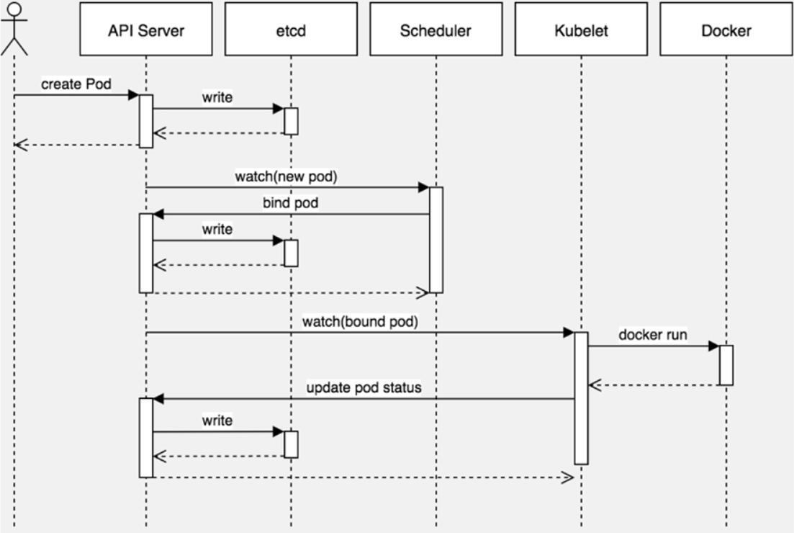 API Server
etcd
Scheduler
Kubelet
Docker
create Pod
write
watch(new pod)
bind pod
write
watch(bound pod)
docker run
update pod status
write